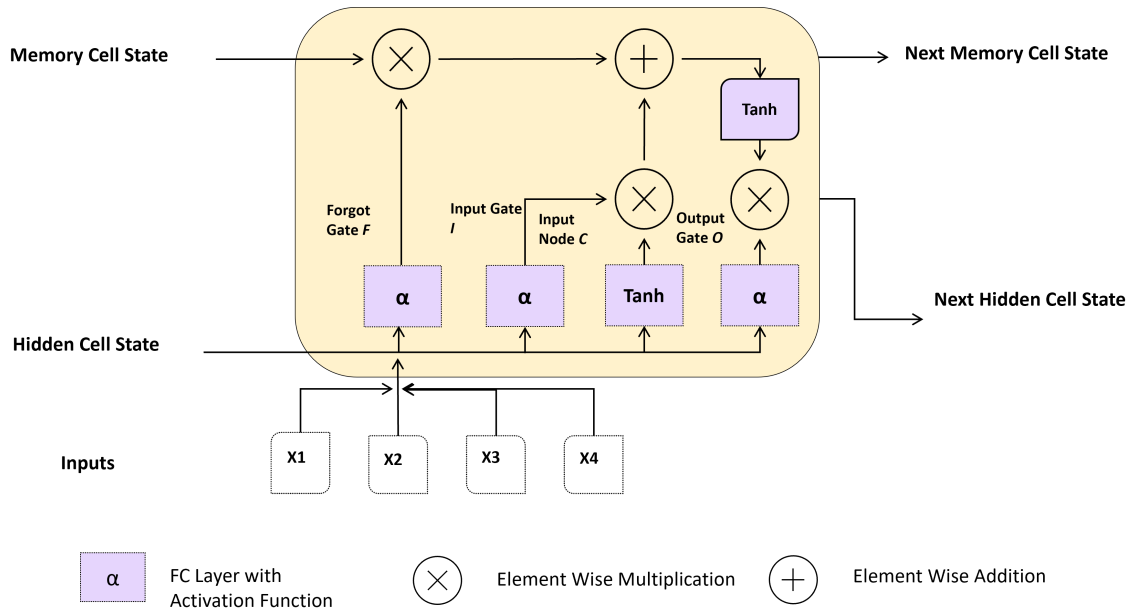 Memory Cell State
Next Memory Cell State
Tanh
Forgot
Gate F
Input Gate
I
Input
Node C
Output
Gate O
α
α
Tanh
α
Next Hidden Cell State
Hidden Cell State
Inputs
X1
X2
X3
X4
α
FC Layer with
Activation Function
Element Wise Multiplication
Element Wise Addition